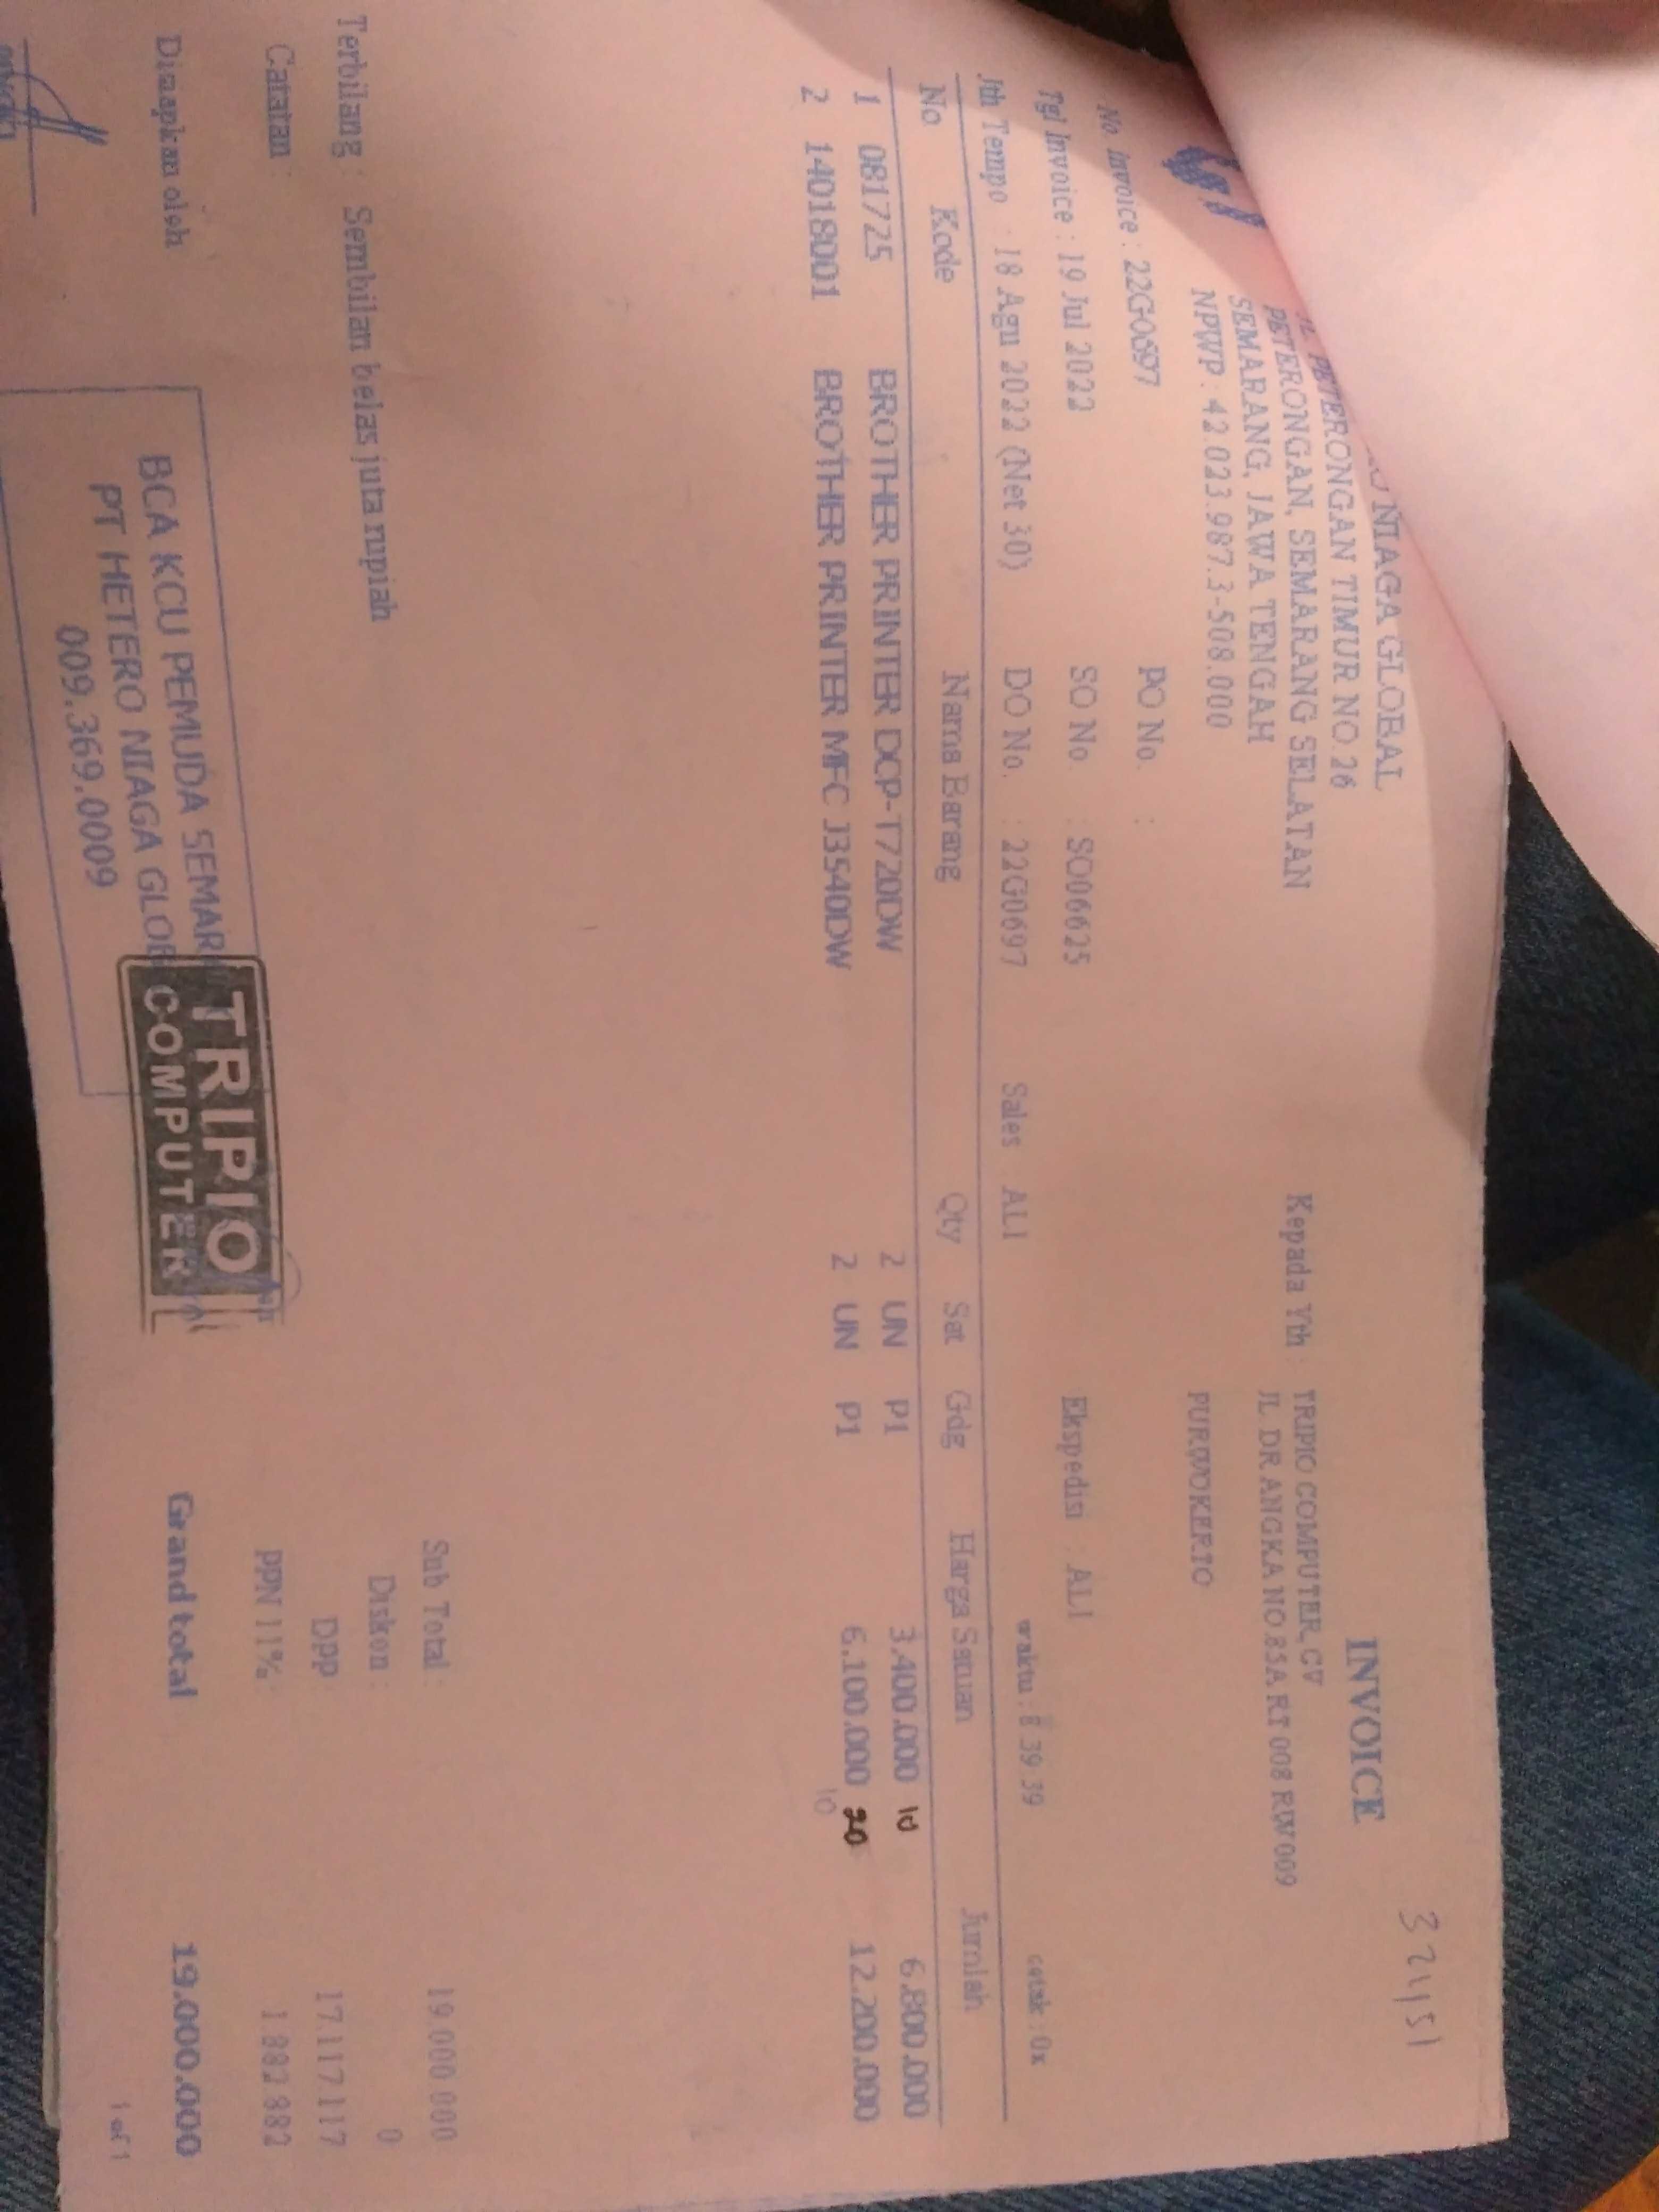 321151
NIAGA GLOBAL
INVOICE
PETERONGAN TIMUR NO 26
PETERONGAN, SEMARANG SELATAN
SEMARANG, JAWA TENGAH
NPWP : 42.023.987.3-508.000
Kepada Yth : TRIPIO COMPUTER, CV
JL. DR ANGKA NO 83A RT 008 RW 009
PURWOKERTO
No Invoice : 22G0697
PO No. :
Tgl Invoice : 19 Jul 2022
SO No. : SO06625
Ekspedisi : ALI
Jth Tempo : 18 Agu 2022 (Net 30)
DO No. : 22G0697
Sales ALI
waktu : 8 39 39
cetak : 0x
No Kode Nama Barang Qty Sat Gdg Harga Satuan Jumlah
1 081725 BROTHER PRINTER DCP-T720DW 2 UN P1 3.400.000 10 6.800.000
2 14018001 BROTHER PRINTER MFC J3540DW 2 UN P1 6.100.000 20 12.200.000
10
Terbilang : Sembilan belas juta rupiah
Sub Total : 19.000.000
Diskon : 0
Catatan :
DPP 17.117.117
PPN 11% : 1.882.882
Disiapkan oleh
Grand total 19.000.000
BCA KCU PEMUDA SEMAR
PT HETERO NIAGA GLOB
009.369.0009
TRIPIO
COMPUTER
1 of 1